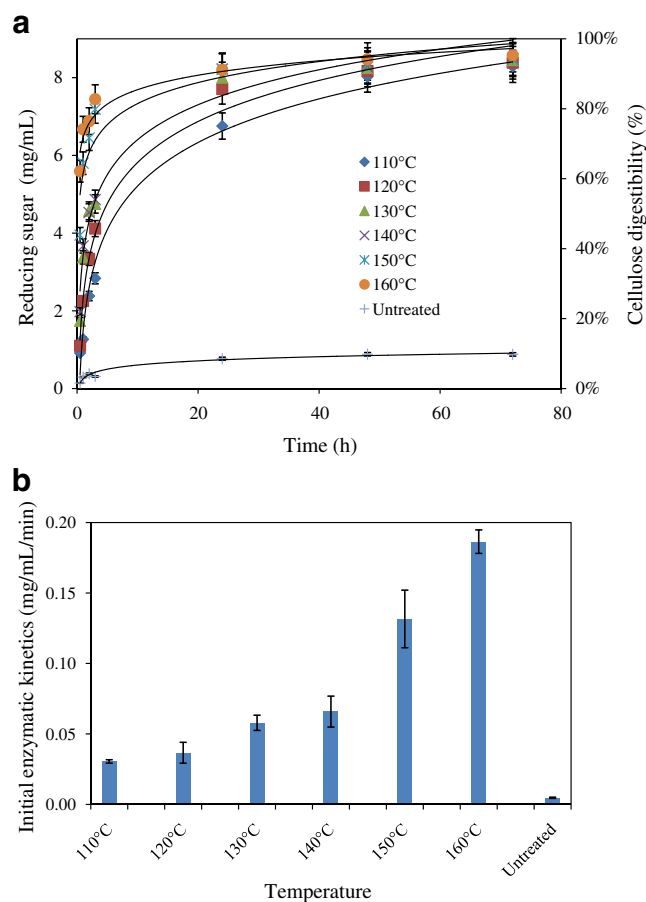 a
Reducing sugar (mg/mL)
8
6
4
2
0
100%
80%
60%
40%
20%
0%
Cellulose digestibility (%)
110°C
120°C
130°C
140°C
150°C
160°C
Untreated
0 20 40 60 80
Time (h)
b
Initial enzymatic kinetics (mg/mL/min)
0.20
0.15
0.10
0.05
0.00
110°C 120°C 130°C 140°C 150°C 160°C Untreated
Temperature